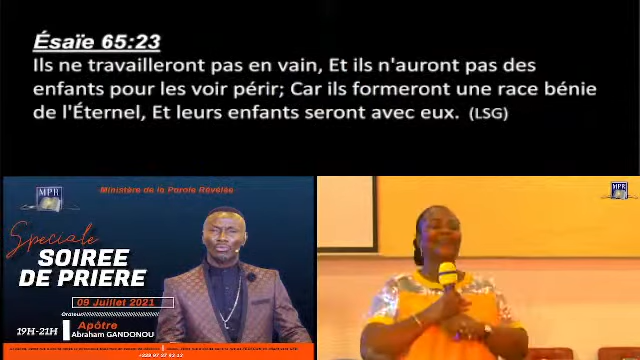 Ésaïe 65:23
Ils ne travailleront pas en vain, Et ils n'auront pas des
enfants pour les voir périr; Car ils formeront une race bénie
de l'Éternel, Et leurs enfants seront avec eux. (LSG)
MPR
Ministère de la Parole Révélée
Speciale
SOIREE
DE PRIERE
09 Juillet 2021
Orateur
19H-21H
Apôtre
Abraham GANDONOU
MPR